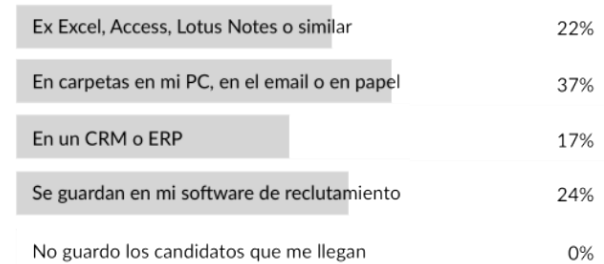 Ex Excel, Access, Lotus Notes o similar 22%
En carpetas en mi PC, en el email o en papel 37%
En un CRM o ERP 17%
Se guardan en mi software de reclutamiento 24%
No guardo los candidatos que me llegan 0%